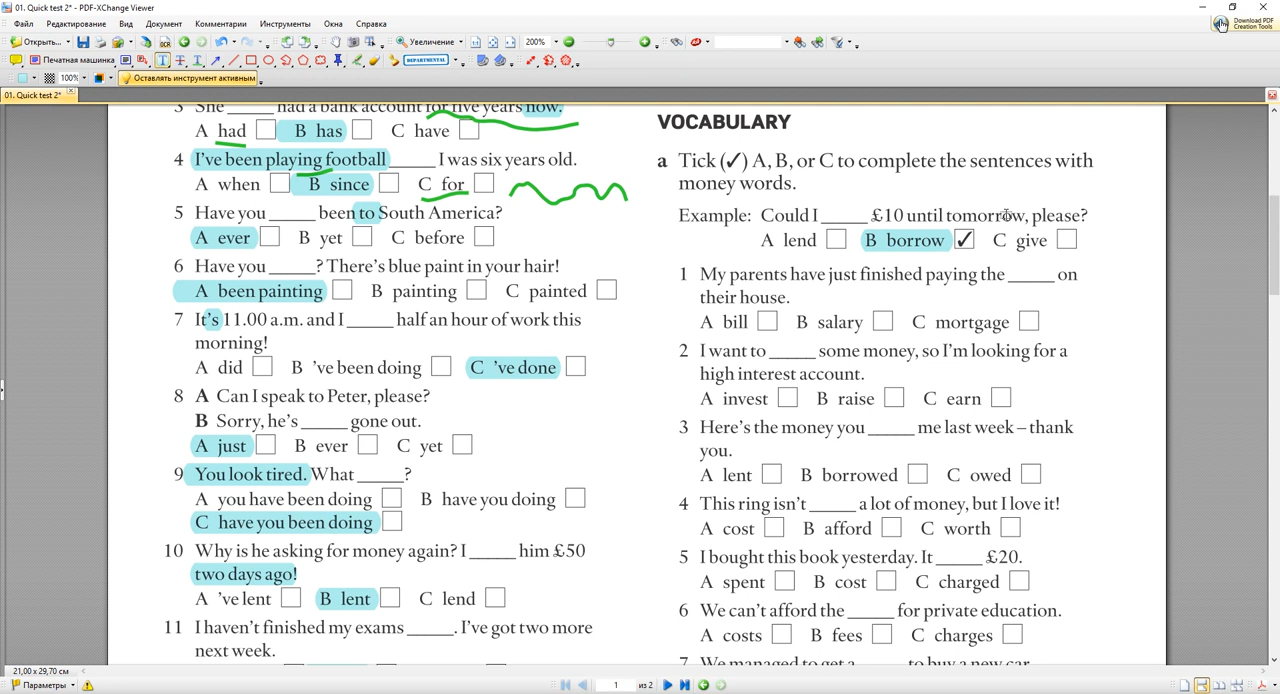 01. Quick test 2* - PDF-XChange Viewer
Файл Редактирование Вид Документ Комментарии Инструменты Окна Справка
Download PDF Creation Tools
Открыть... OCR Увеличение 200%
Печатная машинка DEPARTMENTAL
100% Оставлять инструмент активным
01. Quick test 2*
3 She _____ had a bank account for five years now.
A had B has C have
4 I've been playing football _____ I was six years old.
A when B since C for
5 Have you _____ been to South America?
A ever B yet C before
6 Have you _____? There's blue paint in your hair!
A been painting B painting C painted
7 It's 11.00 a.m. and I _____ half an hour of work this
morning!
A did B 've been doing C 've done
8 A Can I speak to Peter, please?
B Sorry, he's _____ gone out.
A just B ever C yet
9 You look tired. What _____?
A you have been doing B have you doing
C have you been doing
10 Why is he asking for money again? I _____ him £50
two days ago!
A 've lent B lent C lend
11 I haven't finished my exams _____. I've got two more
next week.
VOCABULARY
a Tick (✓) A, B, or C to complete the sentences with
money words.
Example: Could I _____ £10 until tomorrow, please?
A lend B borrow ✓ C give
1 My parents have just finished paying the _____ on
their house.
A bill B salary C mortgage
2 I want to _____ some money, so I'm looking for a
high interest account.
A invest B raise C earn
3 Here's the money you _____ me last week – thank
you.
A lent B borrowed C owed
4 This ring isn't _____ a lot of money, but I love it!
A cost B afford C worth
5 I bought this book yesterday. It _____ £20.
A spent B cost C charged
6 We can't afford the _____ for private education.
A costs B fees C charges
7 We managed to get a _____ to buy a new car.
21,00 x 29,70 см
Параметры 1 из 2